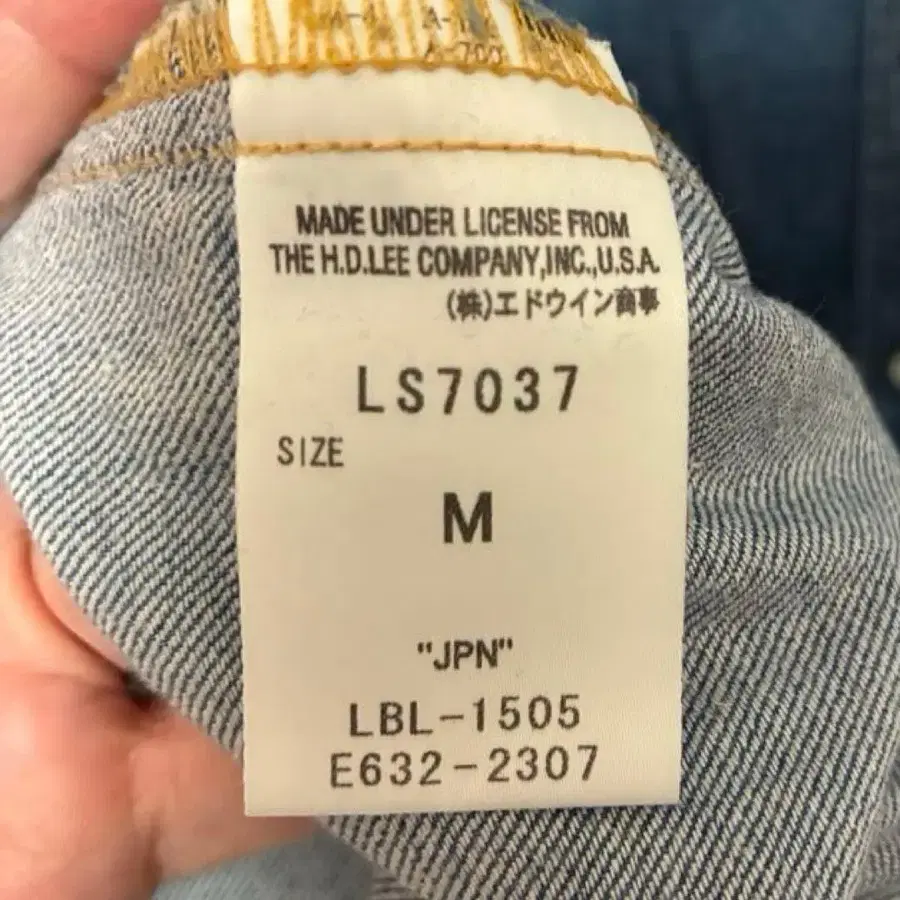 MADE UNDER LICENSE FROM
THE H.D.LEE COMPANY,INC.,U.S.A.
(株)エドウイン商事
LS7037
SIZE
M
"JPN"
LBL-1505
E632-2307